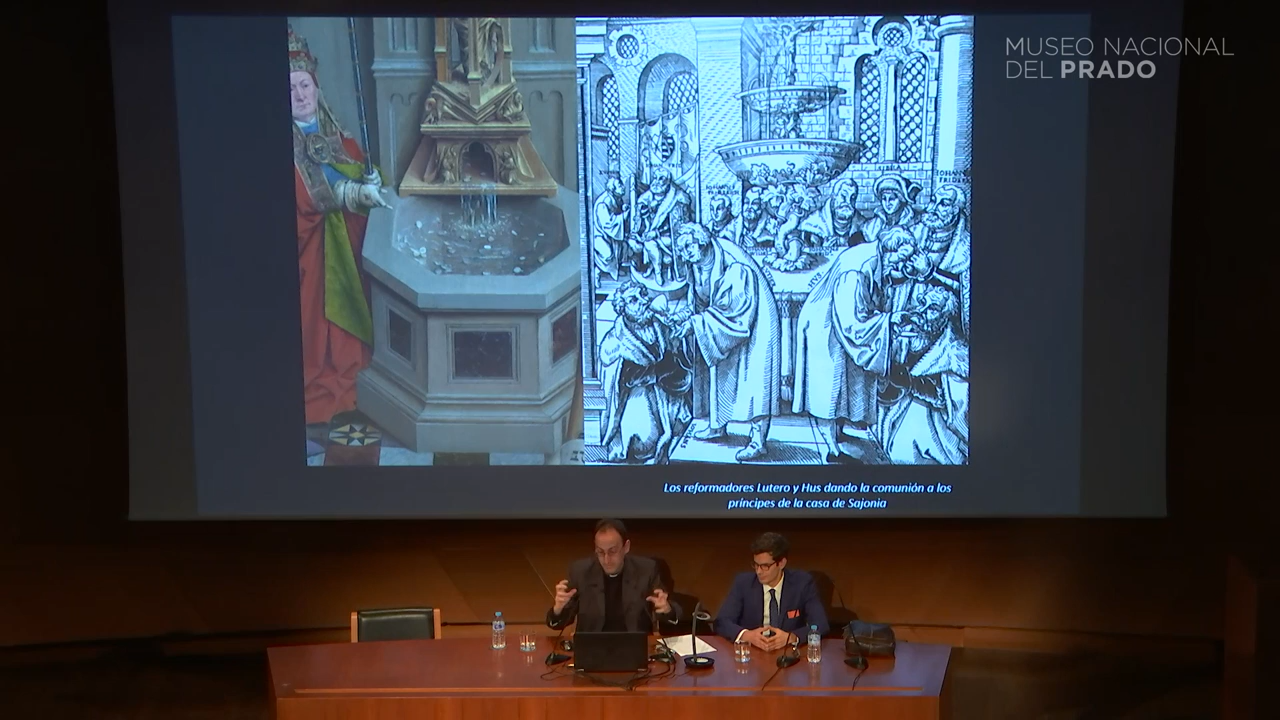 MUSEO NACIONAL
DEL PRADO
Los reformadores Lutero y Hus dando la comunión a los
príncipes de la casa de Sajonia